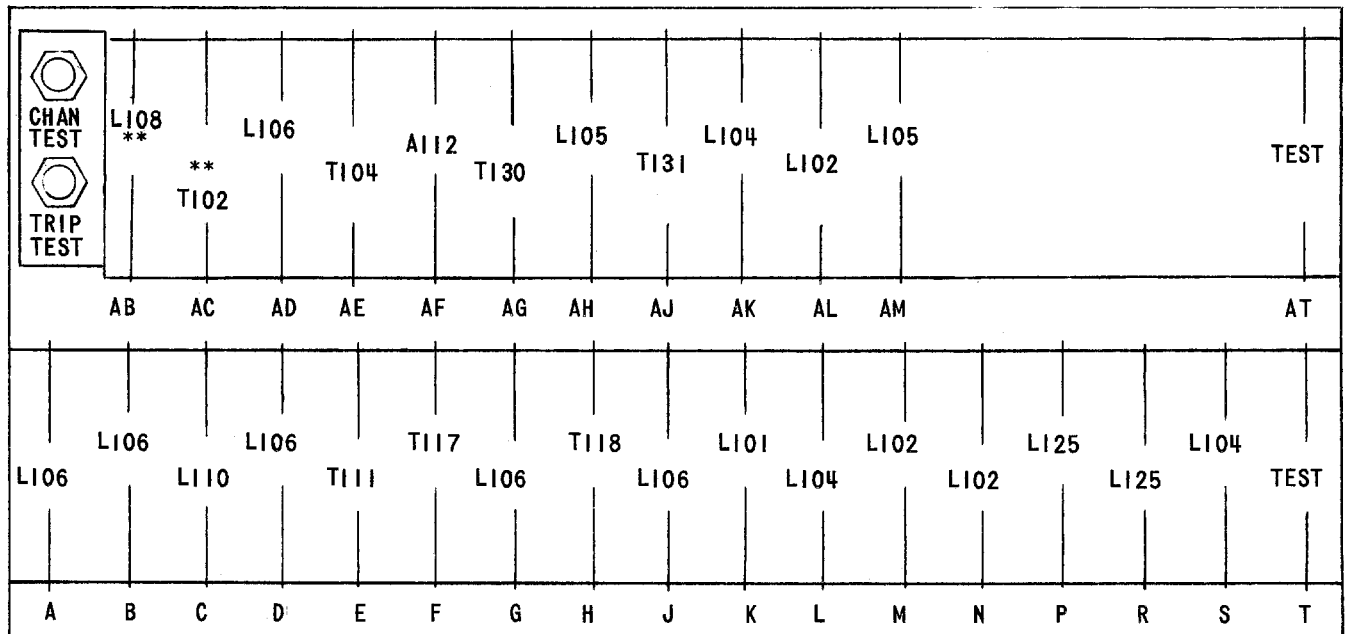 CHAN
TEST
TRIP
TEST
L108 ** L106 A112 L105 L104 L105
** T102 T104 T130 T131 L102 TEST
AB AC AD AE AF AG AH AJ AK AL AM AT
L106 L106 T117 T118 L101 L102 L125 L104
L106 L110 T111 L106 L106 L104 L102 L125 TEST
A B C D E F G H J K L M N P R S T